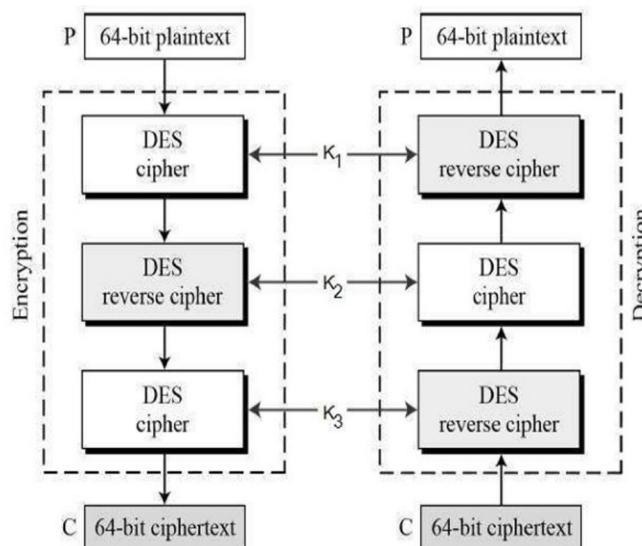 P 64-bit plaintext
P 64-bit plaintext
Encryption
DES
cipher
K1
DES
reverse cipher
DES
reverse cipher
K2
DES
cipher
DES
cipher
K3
DES
reverse cipher
Decryption
C 64-bit ciphertext
C 64-bit ciphertext